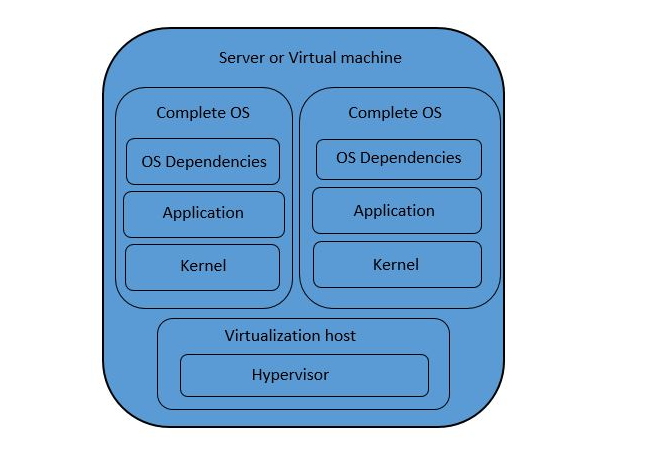 Server or Virtual machine
Complete OS
OS Dependencies
Application
Kernel
Complete OS
OS Dependencies
Application
Kernel
Virtualization host
Hypervisor